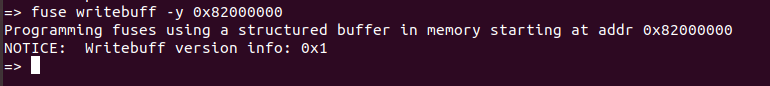 => fuse writebuff -y 0x82000000
Programming fuses using a structured buffer in memory starting at addr 0x82000000
NOTICE:  Writebuff version info: 0x1
=>